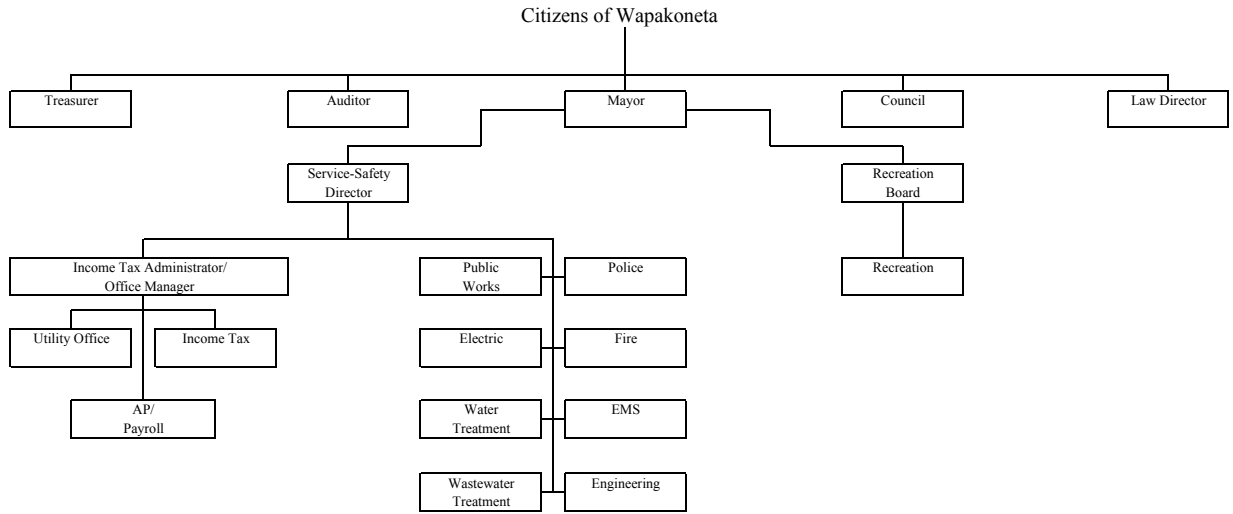 Citizens of Wapakoneta
Treasurer
Auditor
Mayor
Council
Law Director
Service-Safety
Director
Recreation
Board
Income Tax Administrator/
Office Manager
Public
Works
Police
Recreation
Utility Office
Income Tax
Electric
Fire
AP/
Payroll
Water
Treatment
EMS
Wastewater
Treatment
Engineering